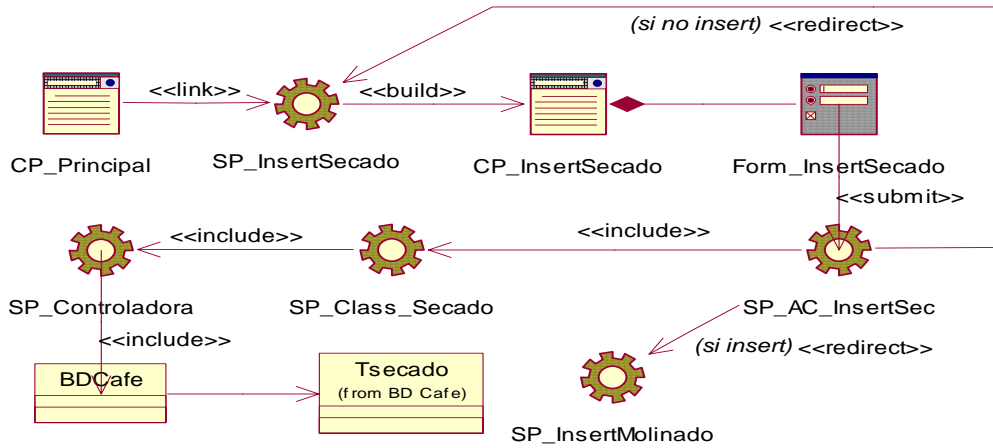 (si no insert) <<redirect>>
<<link>>
<<build>>
CP_Principal
SP_InsertSecado
CP_InsertSecado
Form_InsertSecado
<<submit>>
<<include>>
<<include>>
SP_Controladora
SP_Class_Secado
SP_AC_InsertSec
<<include>>
(si insert) <<redirect>>
BDCafe
Tsecado
(from BD Cafe)
SP_InsertMolinado